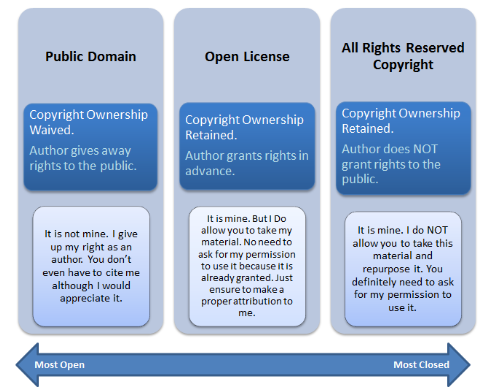 Public Domain
Copyright Ownership
Waived.
Author gives away
rights to the public.
It is not mine. I give
up my right as an
author. You don't
even have to cite me
although I would
appreciate it.
Open License
Copyright Ownership
Retained.
Author grants rights in
advance.
It is mine. But I Do
allow you to take my
material. No need to
ask for my permission
to use it because it is
already granted. Just
ensure to make a
proper attribution to
me.
All Rights Reserved
Copyright
Copyright Ownership
Retained.
Author does NOT
grant rights to the
public.
It is mine. I do NOT
allow you to take this
material and
repurpose it. You
definitely need to ask
for my permission to
use it.
Most Open
Most Closed